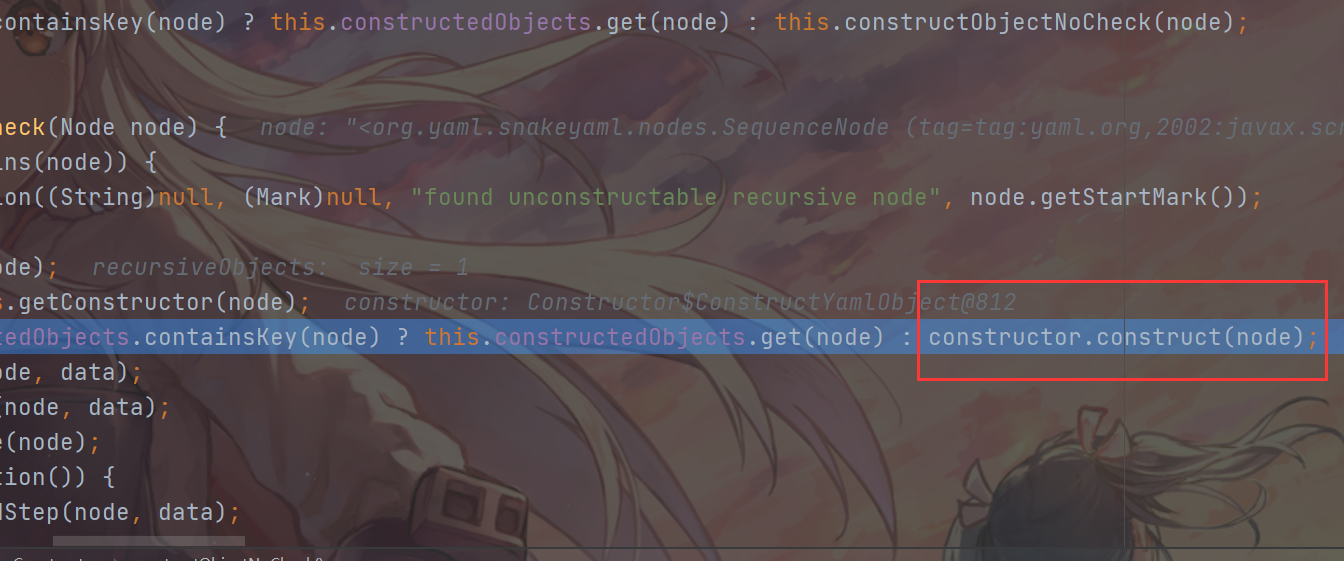 containsKey(node) ? this.constructedObjects.get(node) : this.constructObjectNoCheck(node);
heck(Node node) { node: "<org.yaml.snakeyaml.nodes.SequenceNode (tag=tag:yaml.org,2002:javax.scr
ins(node)) {
ion((String)null, (Mark)null, "found unconstructable recursive node", node.getStartMark());
ode); recursiveObjects: size = 1
s.getConstructor(node); constructor: Constructor$ConstructYamlObject@812
tedObjects.containsKey(node) ? this.constructedObjects.get(node) : constructor.construct(node);
ode, data);
(node, data);
e(node);
tion()) {
dStep(node, data);